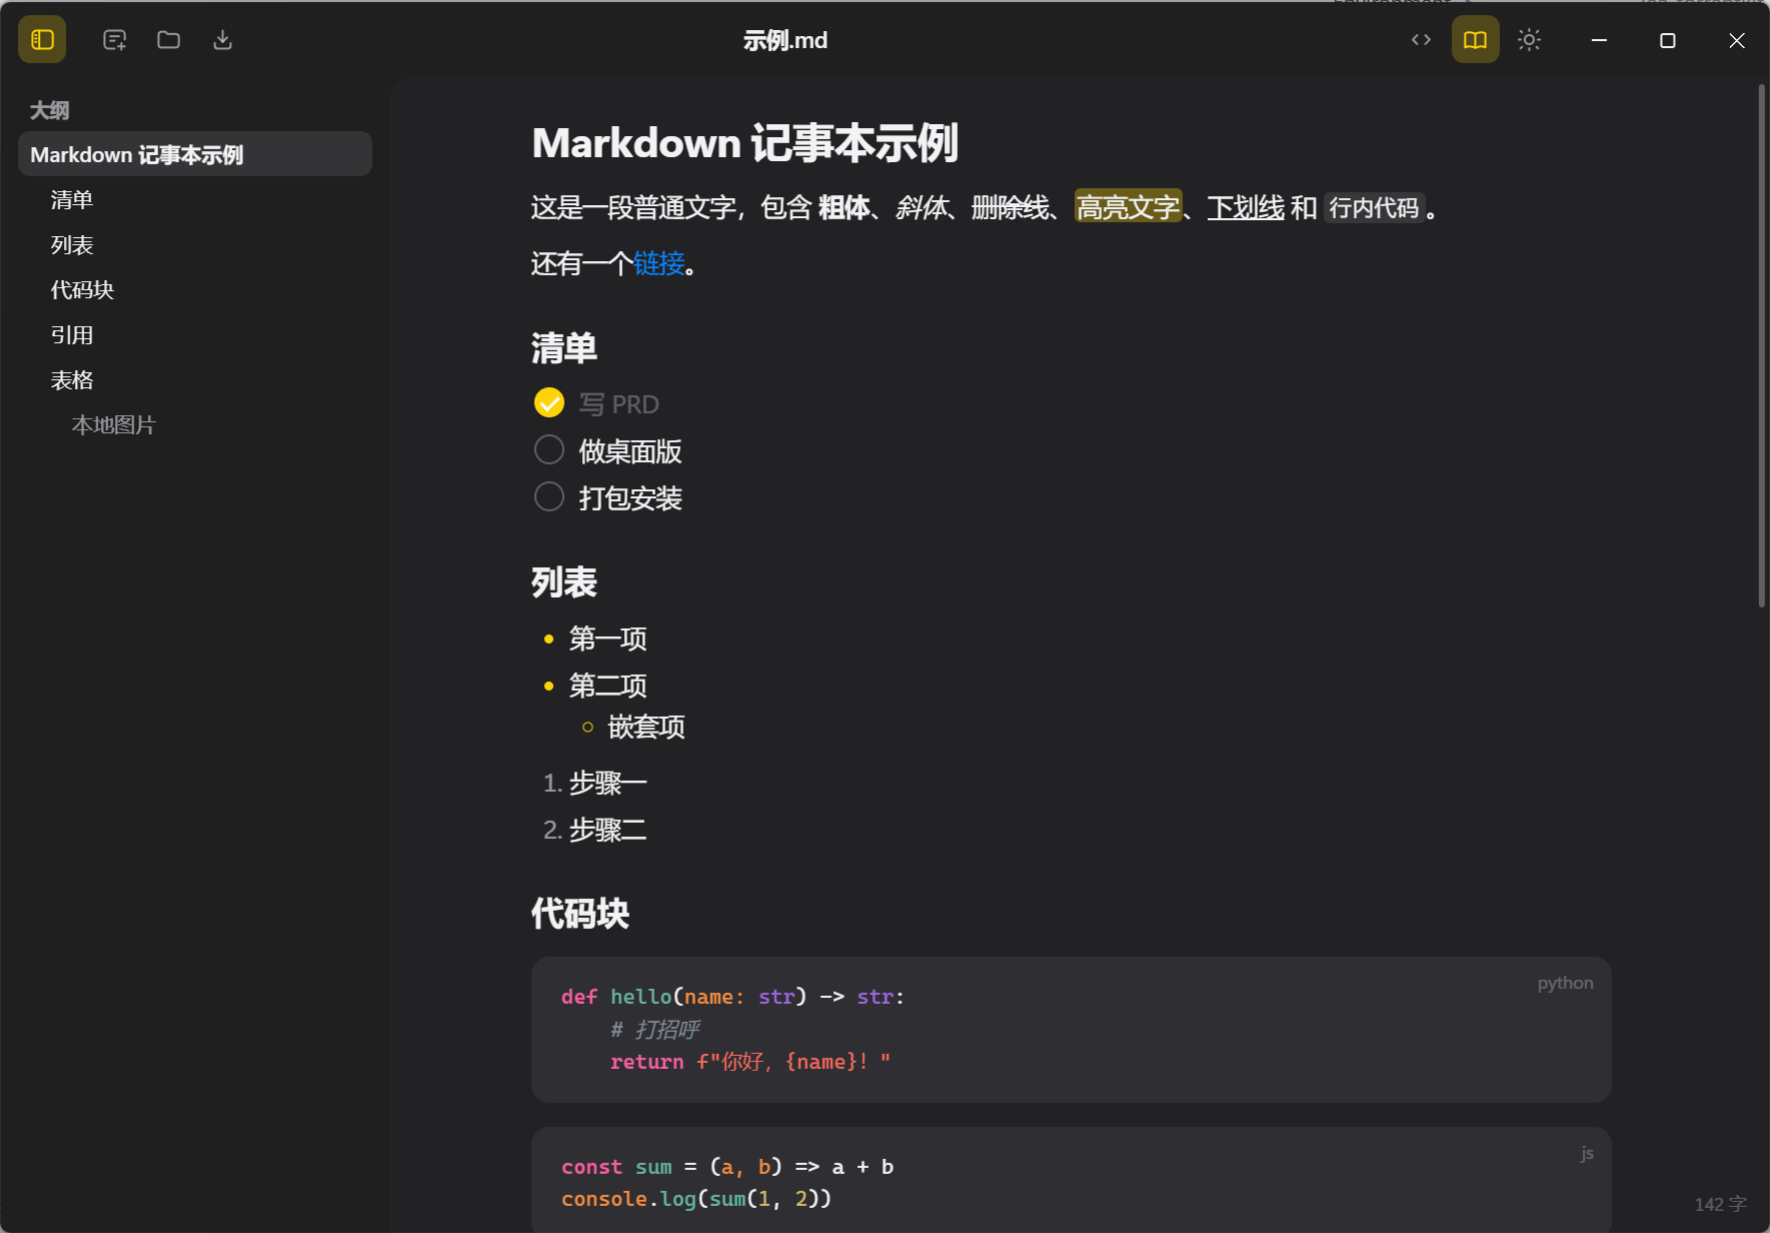 示例.md
大纲
Markdown 记事本示例
清单
列表
代码块
引用
表格
本地图片
Markdown 记事本示例
这是一段普通文字，包含 粗体、斜体、删除线、高亮文字、下划线 和 行内代码。
还有一个链接。
清单
写 PRD
做桌面版
打包安装
列表
第一项
第二项
嵌套项
1. 步骤一
2. 步骤二
代码块
python
def hello(name: str) -> str:
# 打招呼
return f"你好，{name}！"
js
const sum = (a, b) => a + b
console.log(sum(1, 2))
142 字